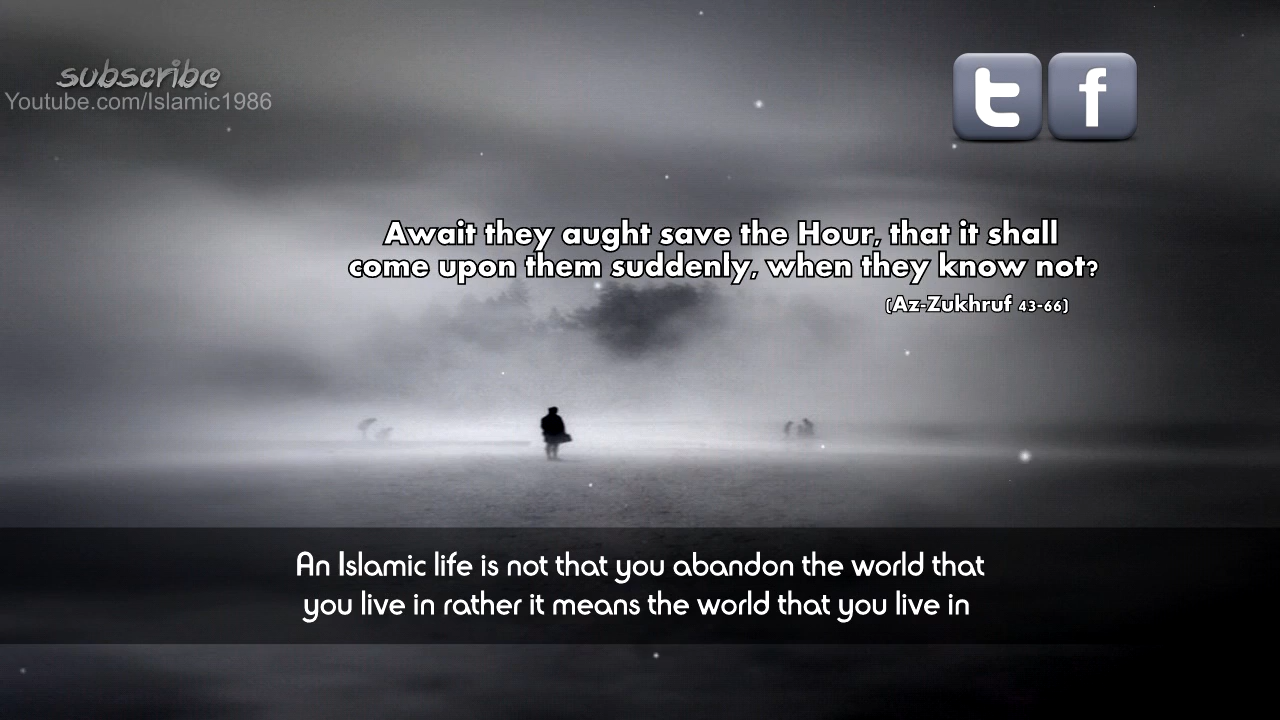 subscribe
Youtube.com/Islamic1986
t f
Await they aught save the Hour, that it shall
come upon them suddenly, when they know not?
(Az-Zukhruf 43-66)
An Islamic life is not that you abandon the world that
you live in rather it means the world that you live in